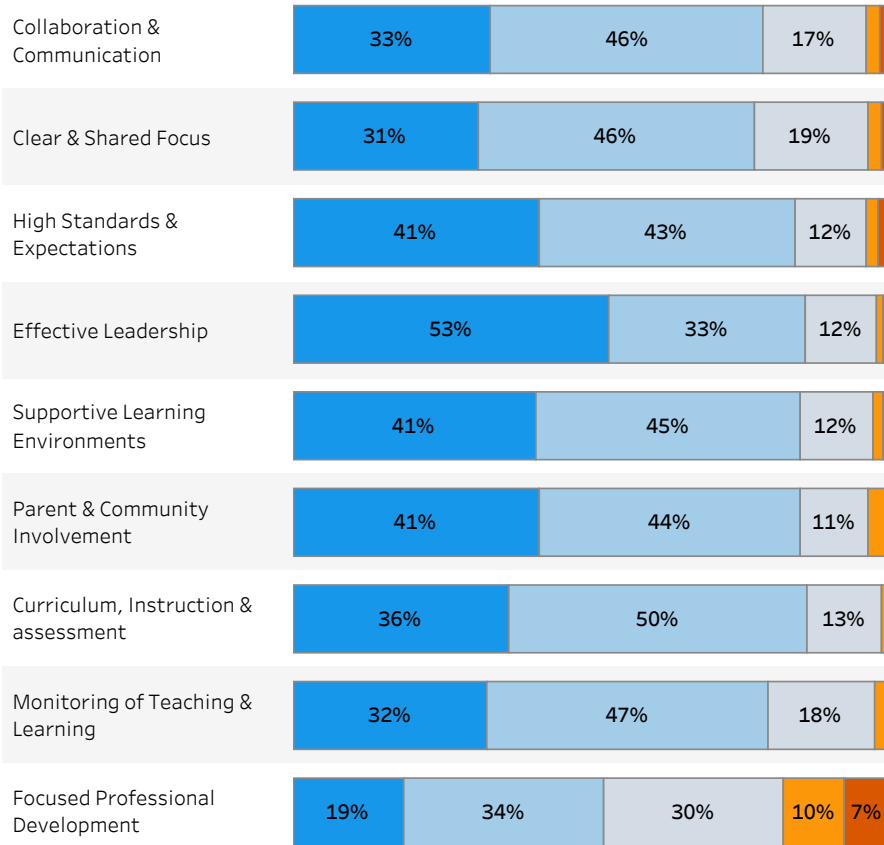 Collaboration &
Communication
33% 46% 17%
Clear & Shared Focus
31% 46% 19%
High Standards &
Expectations
41% 43% 12%
Effective Leadership
53% 33% 12%
Supportive Learning
Environments
41% 45% 12%
Parent & Community
Involvement
41% 44% 11%
Curriculum, Instruction &
assessment
36% 50% 13%
Monitoring of Teaching &
Learning
32% 47% 18%
Focused Professional
Development
19% 34% 30% 10% 7%